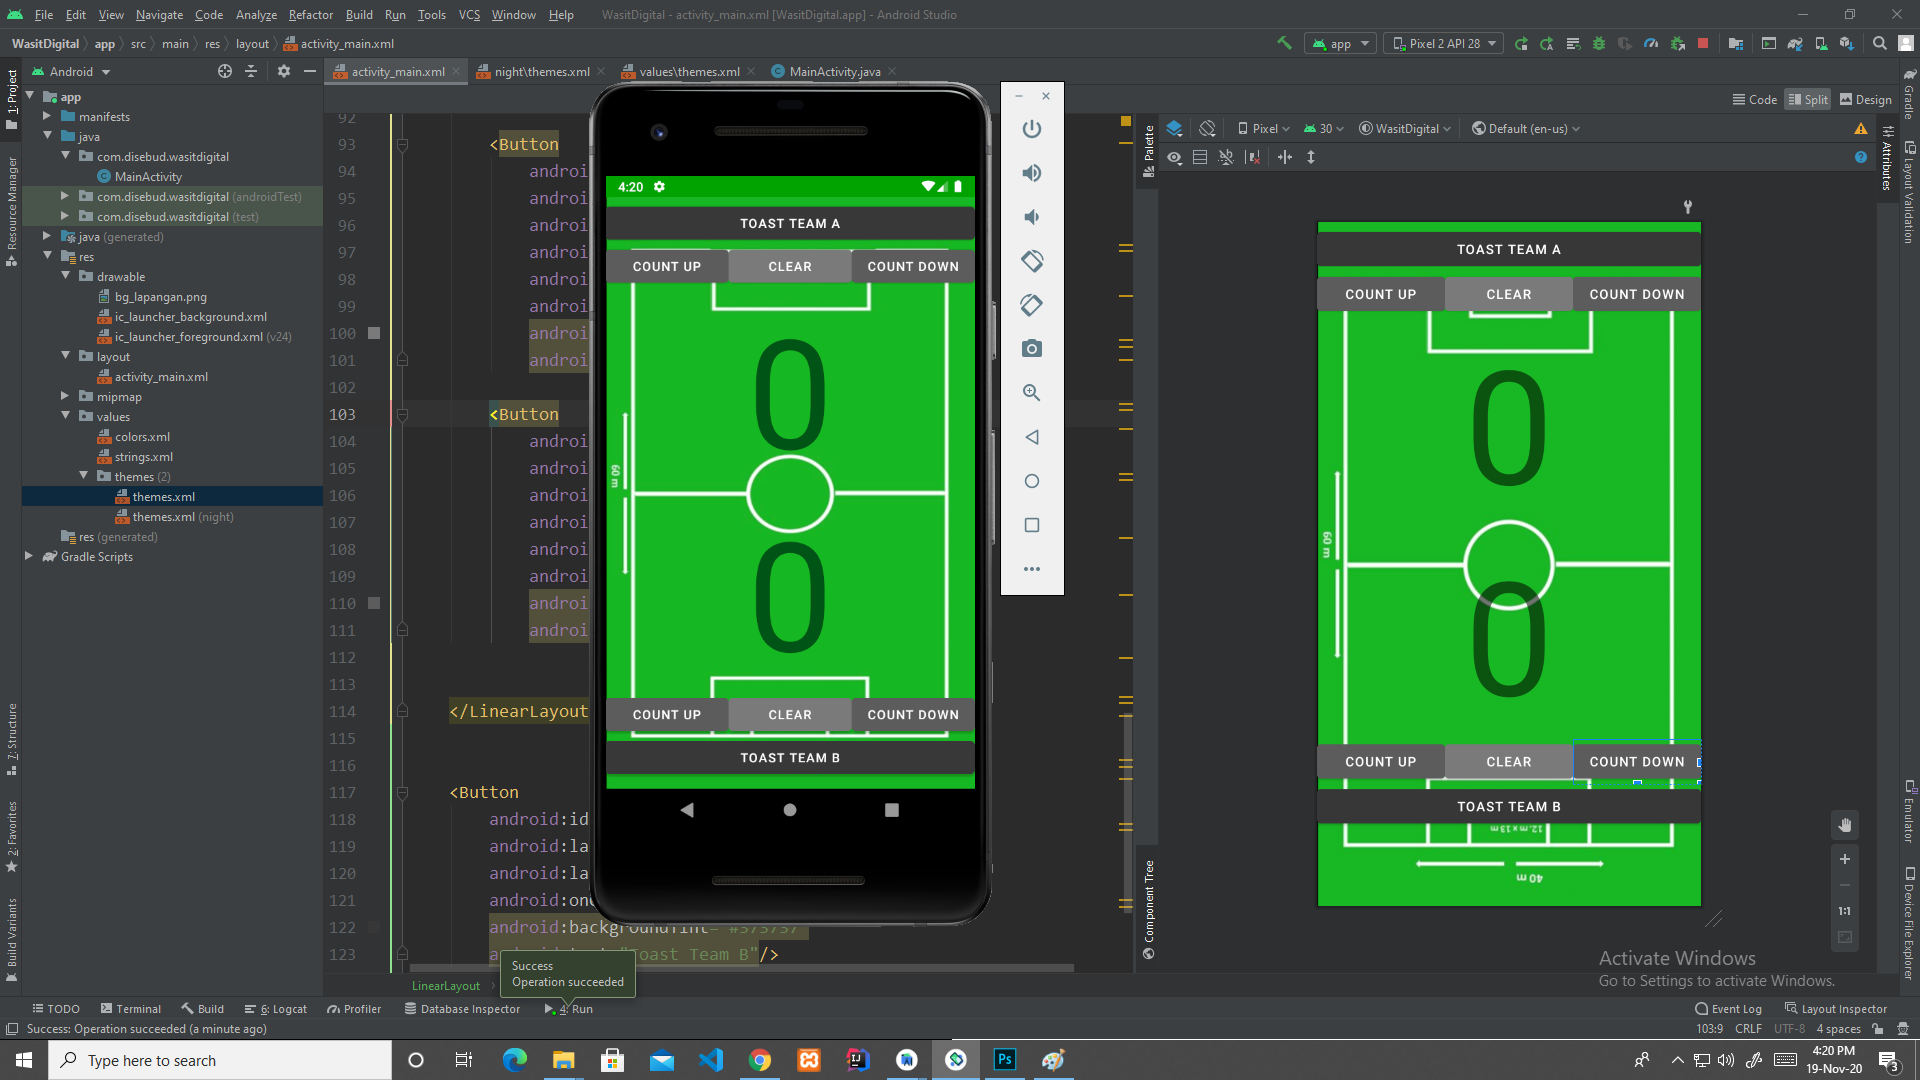 File Edit View Navigate Code Analyze Refactor Build Run Tools VCS Window Help WasitDigital - activity_main.xml [WasitDigital.app] - Android Studio
WasitDigital app src main res layout activity_main.xml app Pixel 2 API 28
Android activity_main.xml night\themes.xml values\themes.xml MainActivity.java
Code Split Design
1: Project
Resource Manager
7: Structure
2: Favorites
Build Variants
app
manifests
java
com.disebud.wasitdigital
MainActivity
com.disebud.wasitdigital (androidTest)
com.disebud.wasitdigital (test)
java (generated)
res
drawable
bg_lapangan.png
ic_launcher_background.xml
ic_launcher_foreground.xml (v24)
layout
activity_main.xml
mipmap
values
colors.xml
strings.xml
themes (2)
themes.xml
themes.xml (night)
res (generated)
Gradle Scripts
92
93 <Button
94 androi
95 androi
96 androi
97 androi
98 androi
99 androi
100 androi
101 androi
102
103 <Button
104 androi
105 androi
106 androi
107 androi
108 androi
109 androi
110 androi
111 androi
112
113
114 </LinearLayout
115
116
117 <Button
118 android:id
119 android:la
120 android:la
121 android:on
122 android:backgroundTint="#373737"
123 "Toast Team B"/>
Success
Operation succeeded
LinearLayout
4:20
TOAST TEAM A
COUNT UP CLEAR COUNT DOWN
0
60 m
0
COUNT UP CLEAR COUNT DOWN
TOAST TEAM B
Palette
Component Tree
Pixel 30 WasitDigital Default (en-us)
TOAST TEAM A
COUNT UP CLEAR COUNT DOWN
0
60 m
0
COUNT UP CLEAR COUNT DOWN
TOAST TEAM B
12 m x 13 m
40 m
1:1
Attributes
Gradle
Layout Validation
Emulator
Device File Explorer
Activate Windows
Go to Settings to activate Windows.
TODO Terminal Build 6: Logcat Profiler Database Inspector 4: Run Event Log Layout Inspector
Success: Operation succeeded (a minute ago) 103:9 CRLF UTF-8 4 spaces
Type here to search
Ps
4:20 PM
19-Nov-20
3